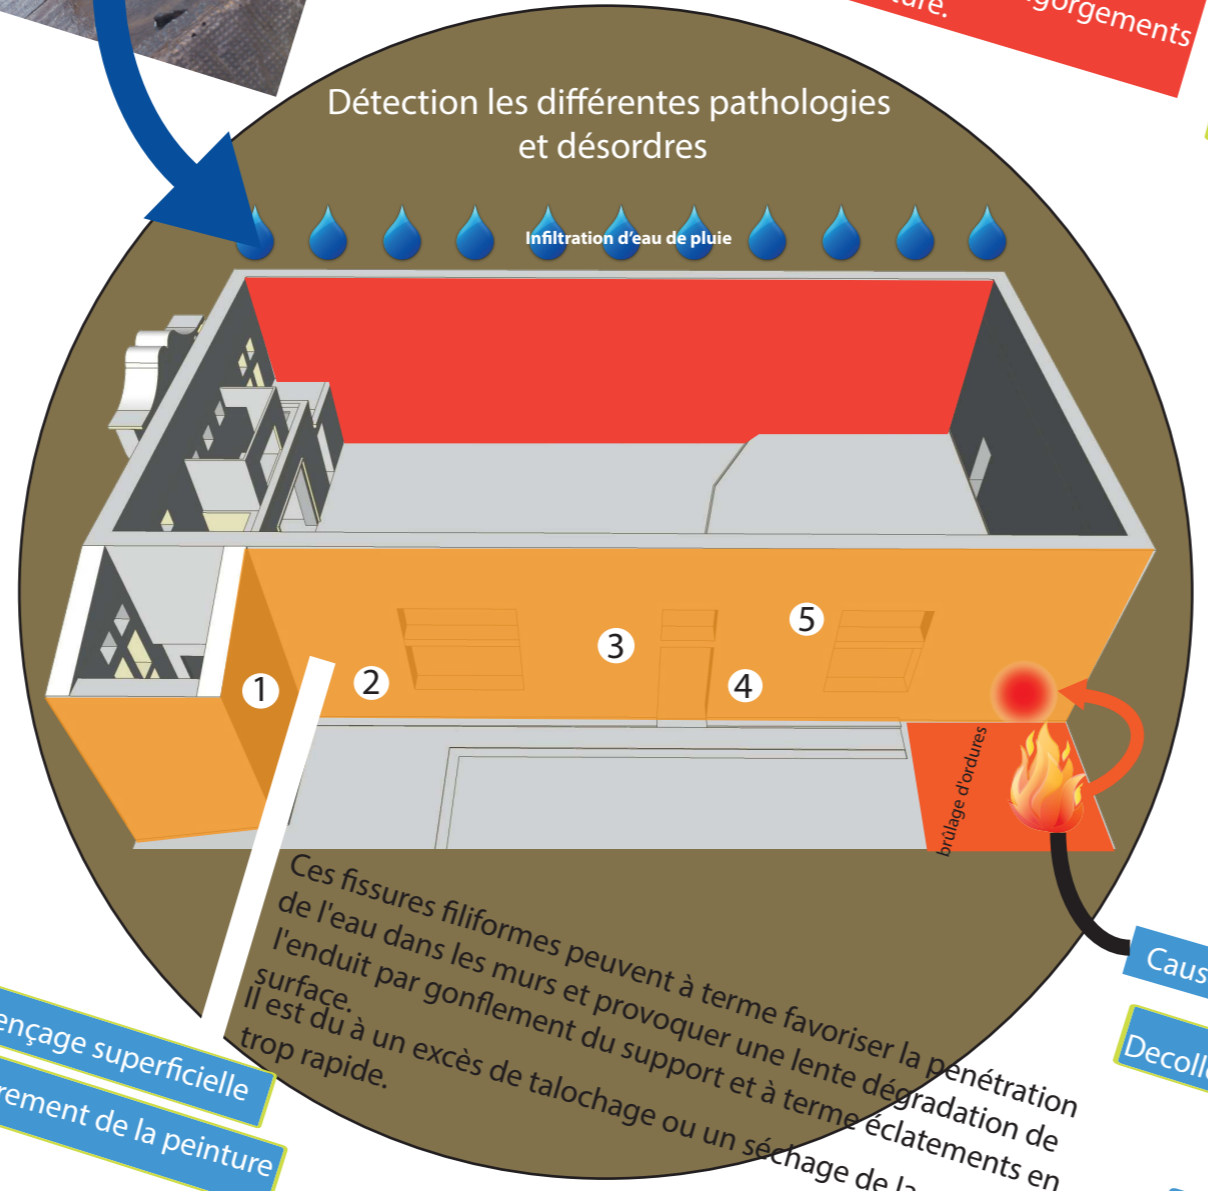 gorgements
ture.
Détection les différentes pathologies
et désordres
Infiltration d'eau de pluie
1
2
3
4
5
brûlage d'ordures
Ces fissures filiformes peuvent à terme favoriser la pénétration
de l'eau dans les murs et provoquer une lente dégradation de
l'enduit par gonflement du support et à terme éclatements en
surface.
Il est du à un excès de talochage ou un séchage de la
trop rapide.
ençage superficielle
rement de la peinture
Caus
Decolle